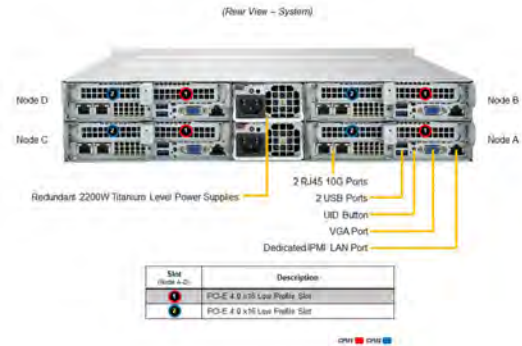 (Rear View – System)
Node D
Node B
Node C
Node A
2 RJ45 10G Ports
Redundant 2200W Titanium Level Power Supplies
2 USB Ports
UID Button
VGA Port
Dedicated IPMI LAN Port
Slot
(Node A-D)
Description
1
PCI-E 4.0 x16 Low Profile Slot
2
PCI-E 4.0 x16 Low Profile Slot
CPU1 CPU2